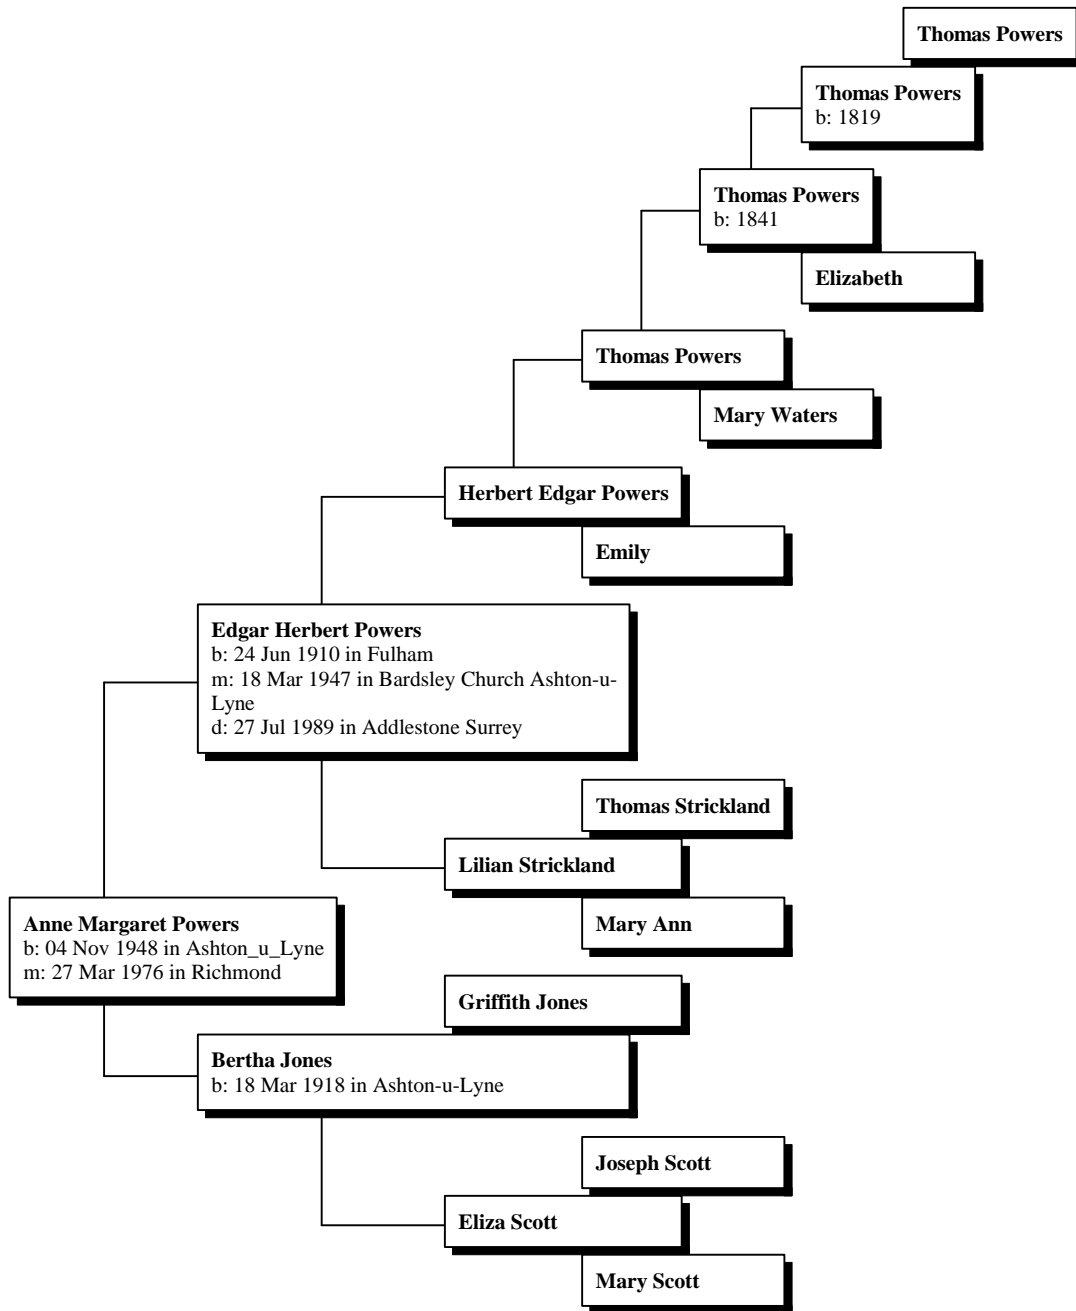 Thomas Powers
Thomas Powers
b: 1819
Thomas Powers
b: 1841
Elizabeth
Thomas Powers
Mary Waters
Herbert Edgar Powers
Emily
Edgar Herbert Powers
b: 24 Jun 1910 in Fulham
m: 18 Mar 1947 in Bardsley Church Ashton-u-
Lyne
d: 27 Jul 1989 in Addlestone Surrey
Thomas Strickland
Lilian Strickland
Mary Ann
Anne Margaret Powers
b: 04 Nov 1948 in Ashton_u_Lyne
m: 27 Mar 1976 in Richmond
Griffith Jones
Bertha Jones
b: 18 Mar 1918 in Ashton-u-Lyne
Joseph Scott
Eliza Scott
Mary Scott